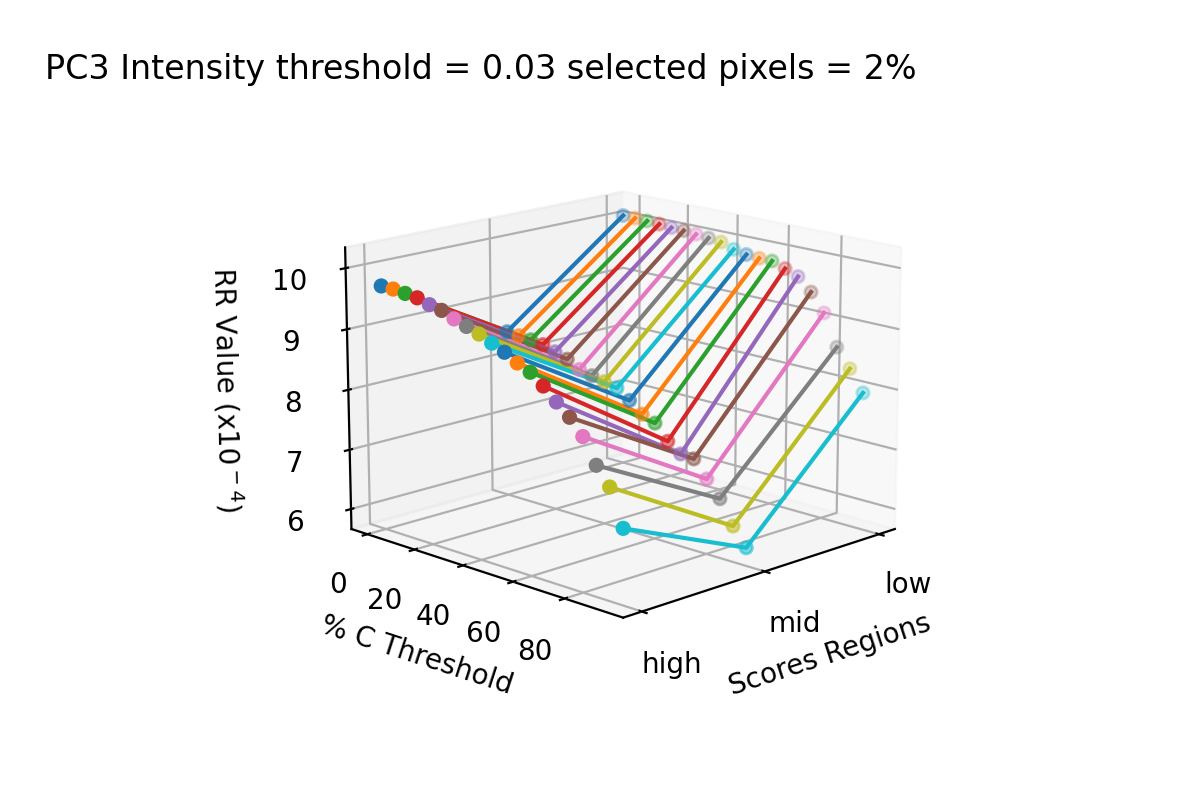 PC3 Intensity threshold = 0.03 selected pixels = 2%
10
9
8
7
6
RR Value (x10⁻⁴)
0
20
40
60
80
% C Threshold
high
mid
low
Scores Regions